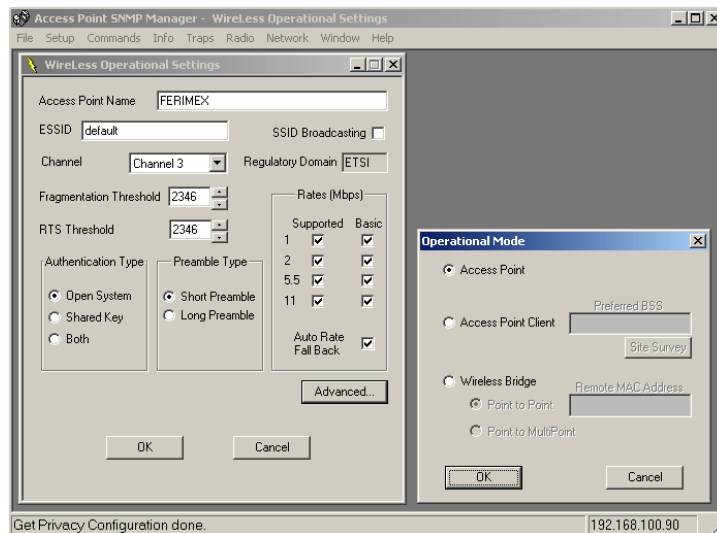 Access Point SNMP Manager - WireLess Operational Settings
File Setup Commands Info Traps Radio Network Window Help
WireLess Operational Settings
Access Point Name FERIMEX
ESSID default SSID Broadcasting
Channel Channel 3 Regulatory Domain ETSI
Fragmentation Threshold 2346
RTS Threshold 2346
Rates (Mbps)
Supported Basic
1
2
5.5
11
Auto Rate
Fall Back
Authentication Type
Open System
Shared Key
Both
Preamble Type
Short Preamble
Long Preamble
Advanced...
OK Cancel
Operational Mode
Access Point
Preferred BSS
Access Point Client
Site Survey
Wireless Bridge Remote MAC Address
Point to Point
Point to MultiPoint
OK Cancel
Get Privacy Configuration done. 192.168.100.90